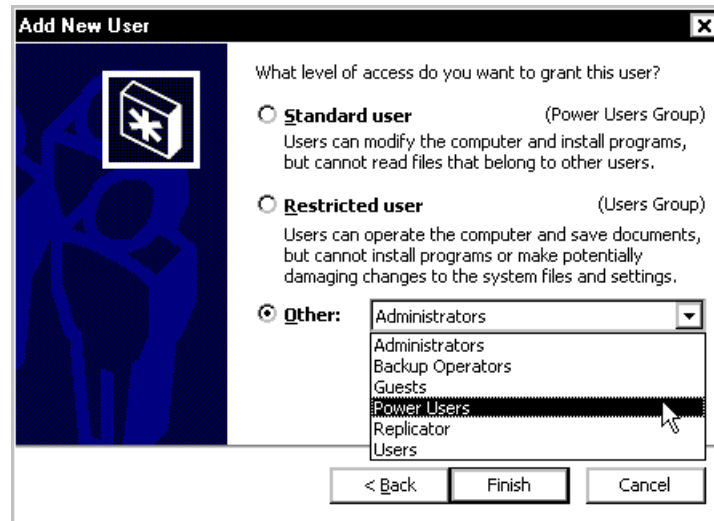 Add New User
What level of access do you want to grant this user?
Standard user (Power Users Group)
Users can modify the computer and install programs,
but cannot read files that belong to other users.
Restricted user (Users Group)
Users can operate the computer and save documents,
but cannot install programs or make potentially
damaging changes to the system files and settings.
Other: Administrators
Administrators
Backup Operators
Guests
Power Users
Replicator
Users
< Back Finish Cancel